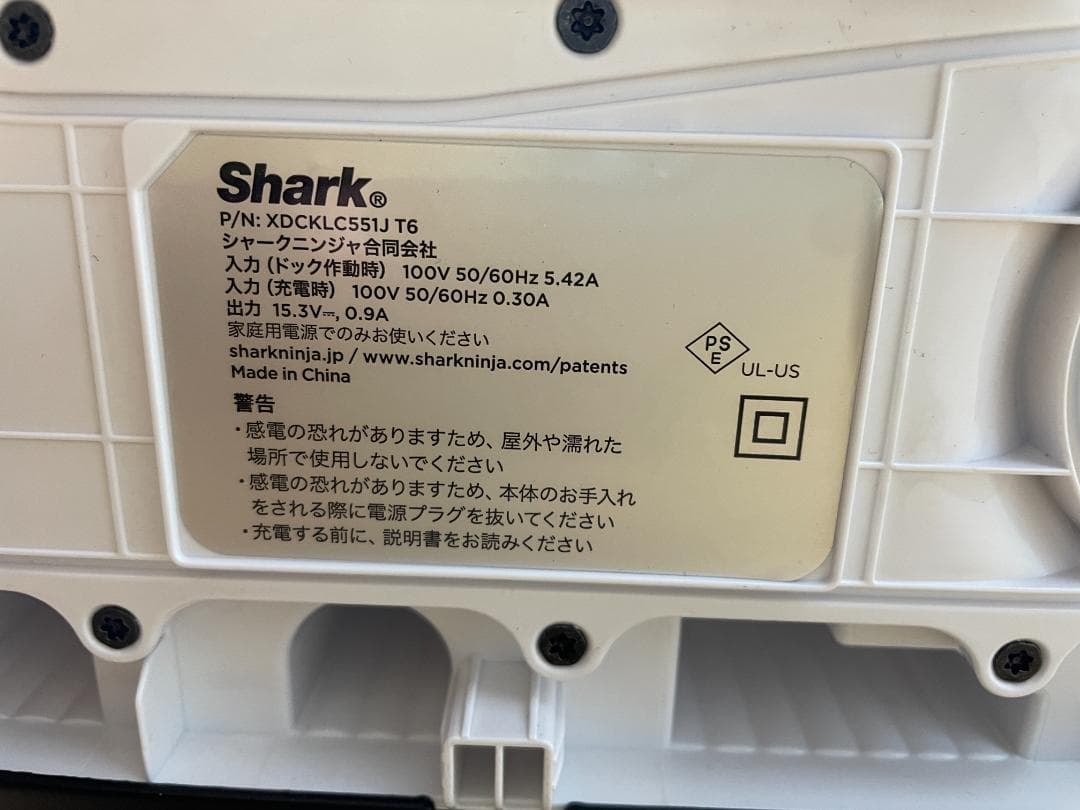 Shark®
P/N: XDCKLC551J T6
シャークニンジャ合同会社
入力（ドック作動時） 100V 50/60Hz 5.42A
入力（充電時） 100V 50/60Hz 0.30A
出力 15.3V⎓, 0.9A
家庭用電源でのみお使いください
sharkninja.jp / www.sharkninja.com/patents
Made in China
PS
E
UL-US
警告
・感電の恐れがありますため、屋外や濡れた
場所で使用しないでください
・感電の恐れがありますため、本体のお手入れ
をされる際に電源プラグを抜いてください
・充電する前に、説明書をお読みください